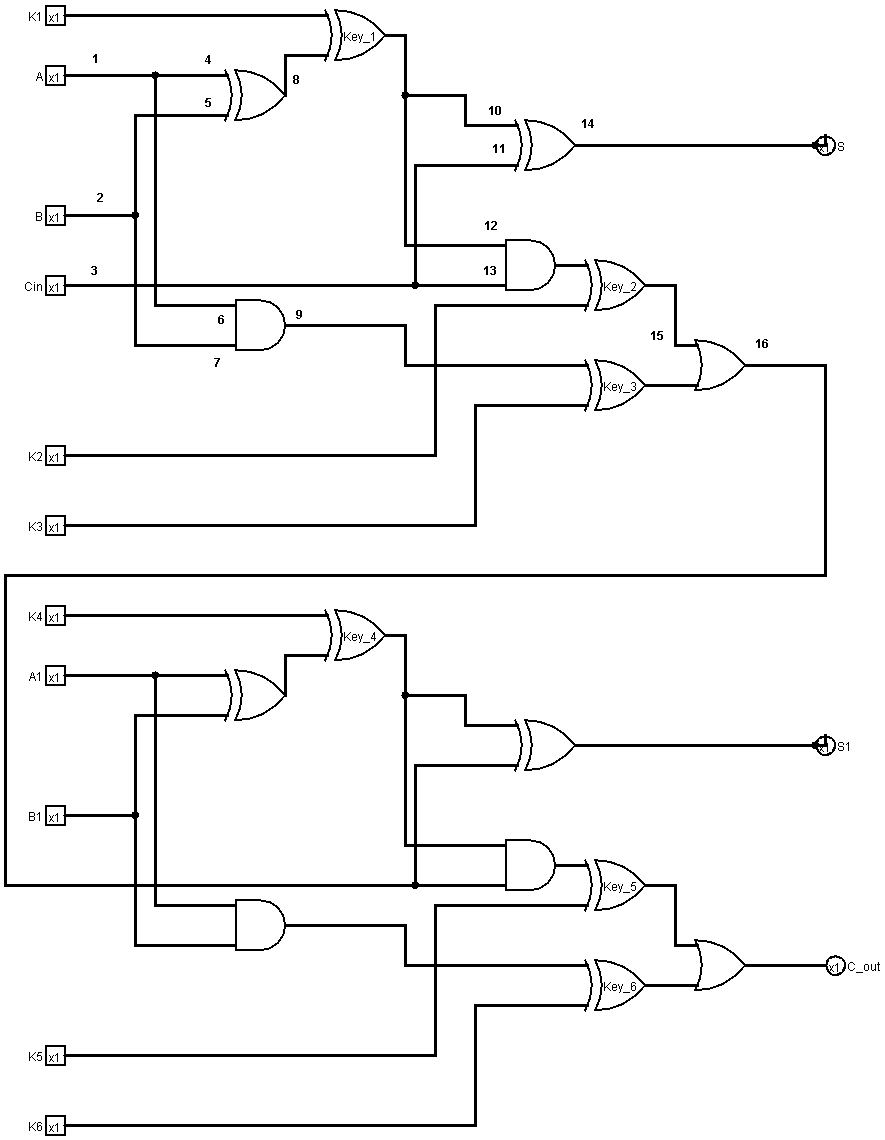 K1 x1 Key_1
1 4 8
A x1
5 10 14
11 x1 S
2
B x1 12
3 13
Cin x1 Key_2
6 9
15 16
7 Key_3
K2 x1
K3 x1
K4 x1 Key_4
A1 x1
x1 S1
B1 x1
Key_5
x1 C_out
Key_6
K5 x1
K6 x1